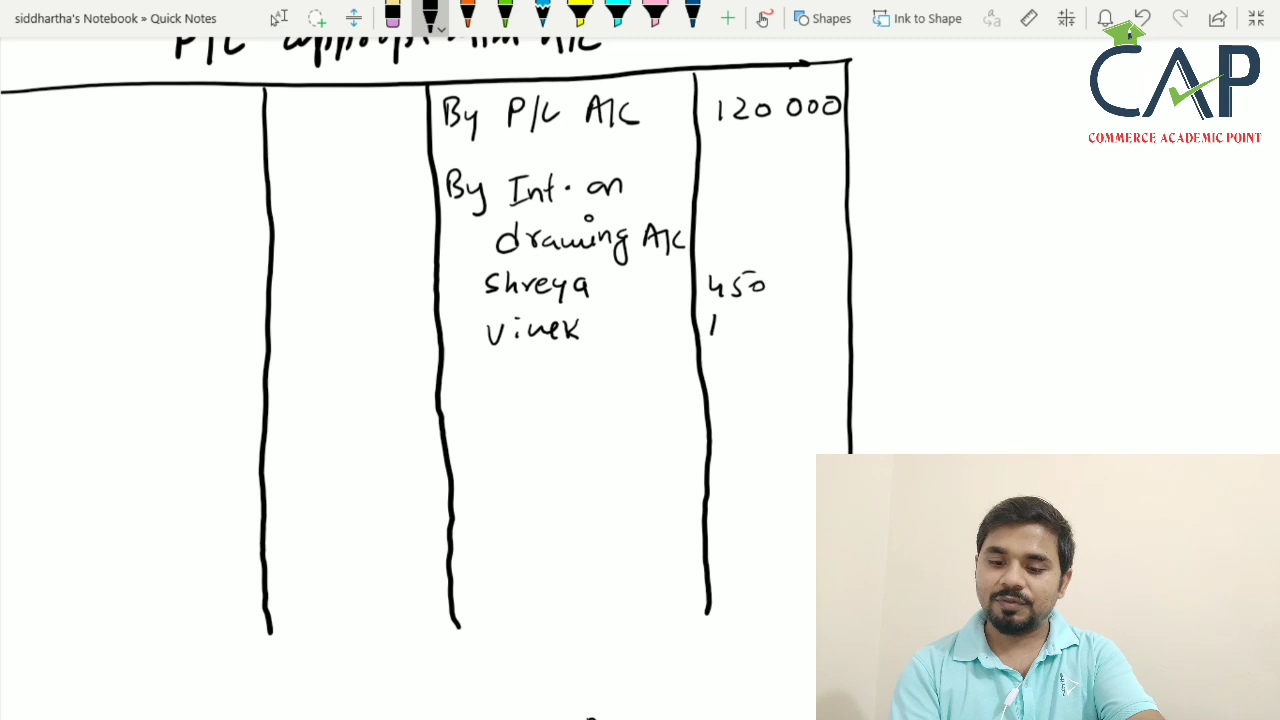 siddhartha's Notebook » Quick Notes
Shapes
Ink to Shape
P/L A/C
CAP
COMMERCE ACADEMIC POINT
By P/L A/C 120 000
By Int. on
drawing A/C
Shreya 450
Vivek 1